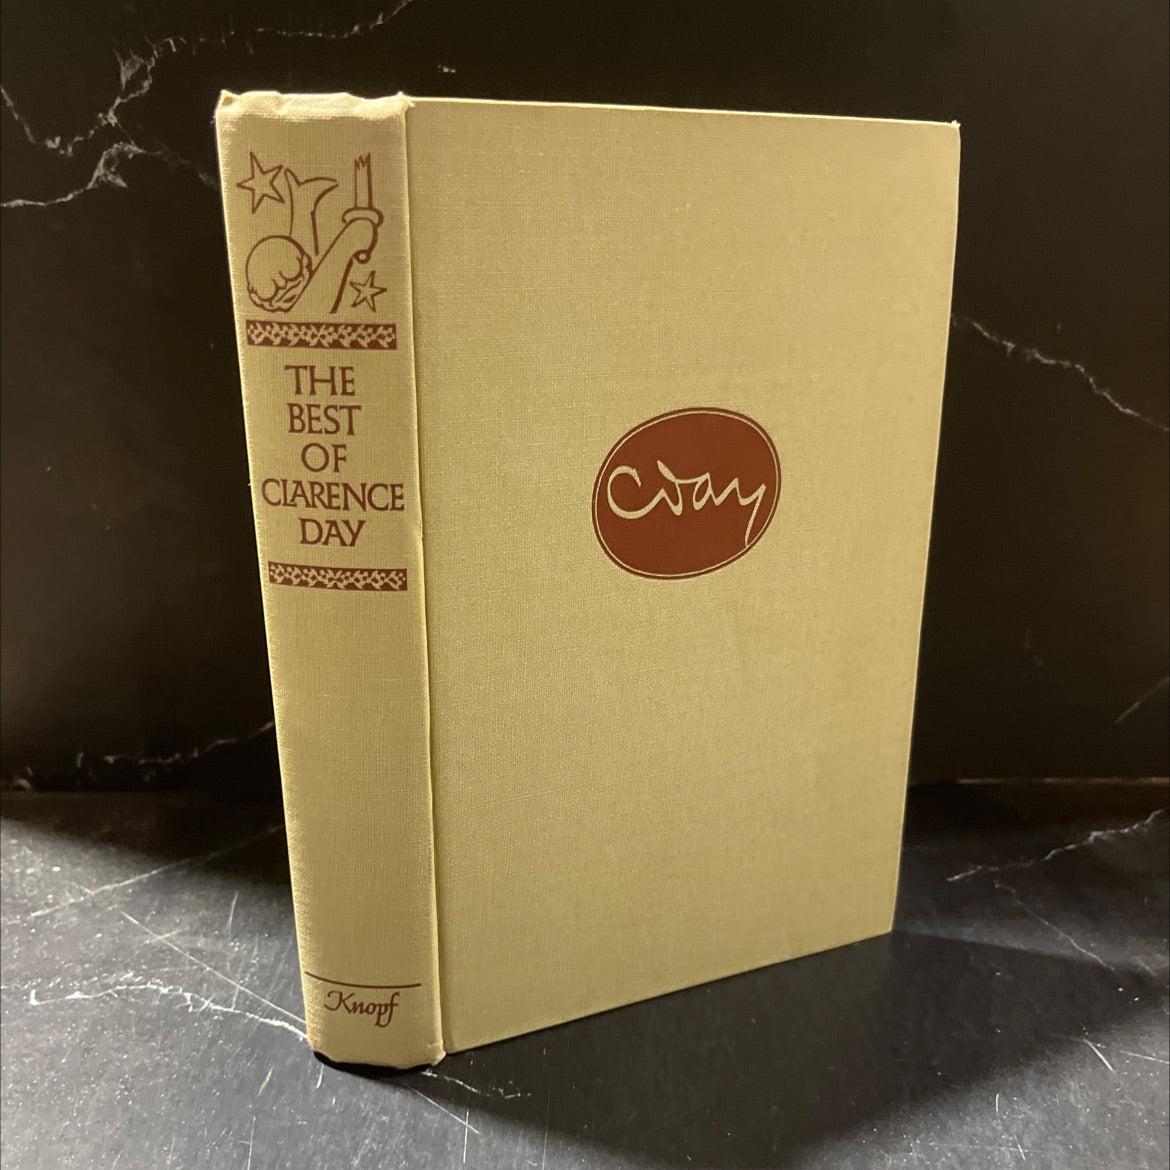 THE
BEST
OF
CLARENCE
DAY
Knopf
CDay